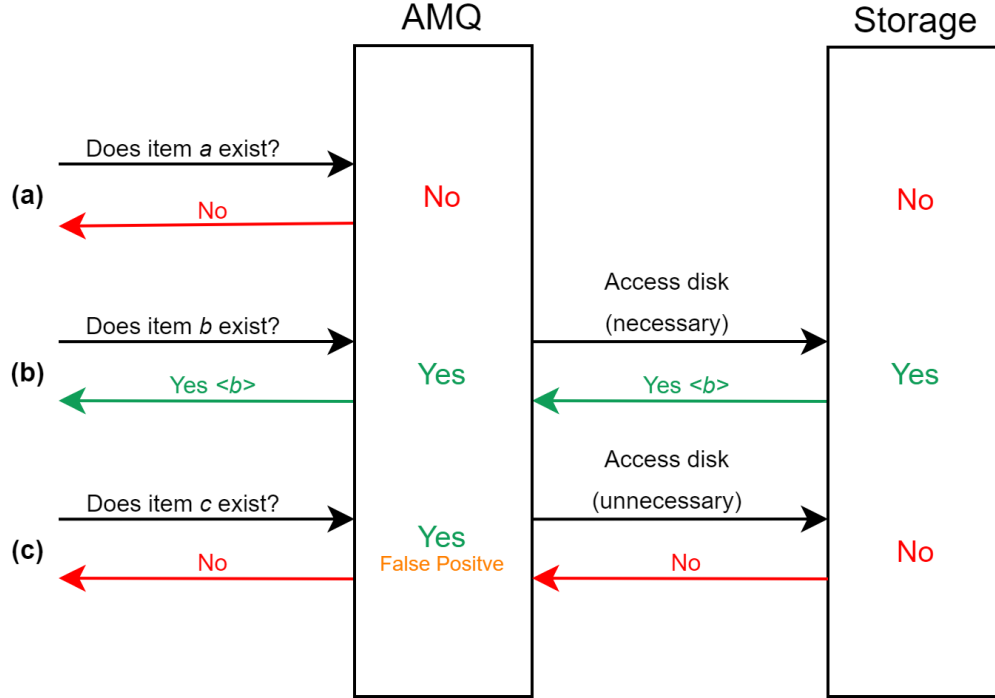 AMQ
Storage
Does item a exist?
(a)
No
No
No
Access disk
(necessary)
Does item b exist?
(b)
Yes <b>
Yes
Yes <b>
Yes
Access disk
(unnecessary)
Does item c exist?
(c)
No
Yes
False Positve
No
No